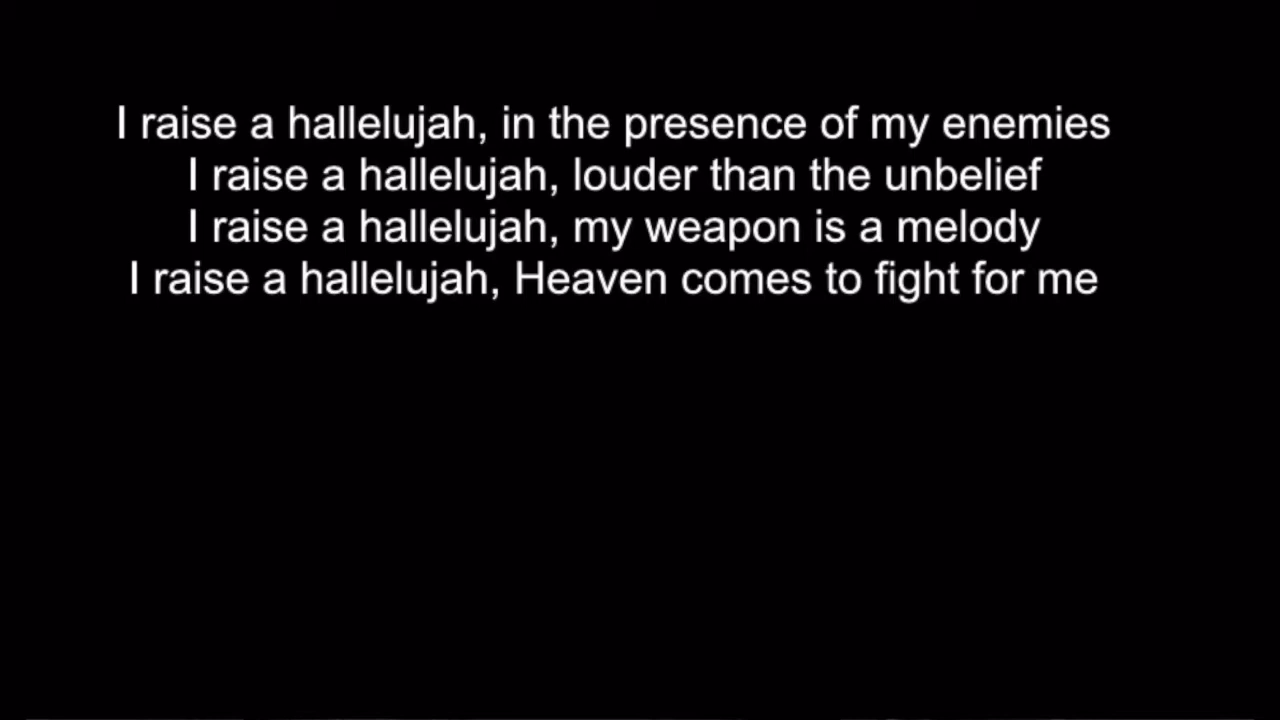 I raise a hallelujah, in the presence of my enemies
I raise a hallelujah, louder than the unbelief
I raise a hallelujah, my weapon is a melody
I raise a hallelujah, Heaven comes to fight for me